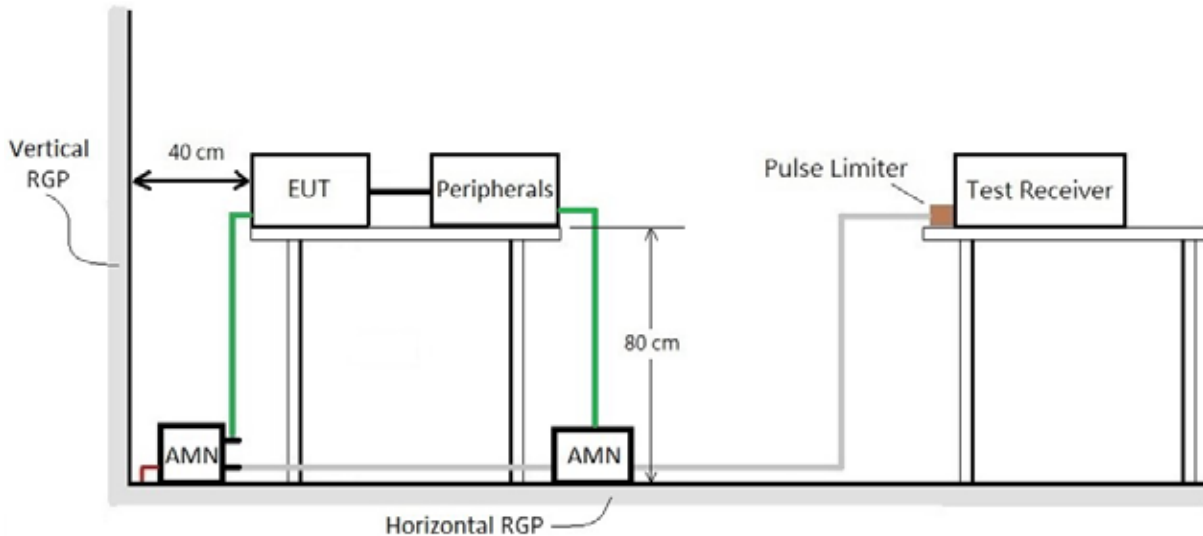 Vertical
RGP
40 cm
EUT
Peripherals
Pulse Limiter
Test Receiver
80 cm
AMN
AMN
Horizontal RGP